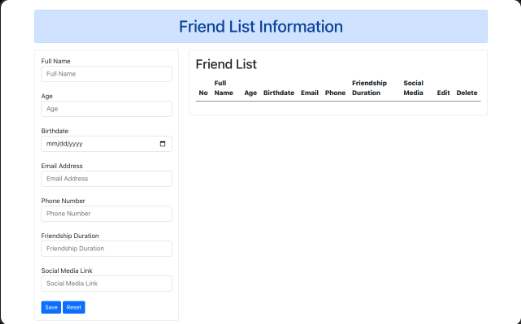 Friend List Information
Full Name
Full Name
Age
Age
Birthdate
mm/dd/yyyy
Email Address
Email Address
Phone Number
Phone Number
Friendship Duration
Friendship Duration
Social Media Link
Social Media Link
Save Reset
Friend List
No Full Name Age Birthdate Email Phone Friendship Duration Social Media Edit Delete